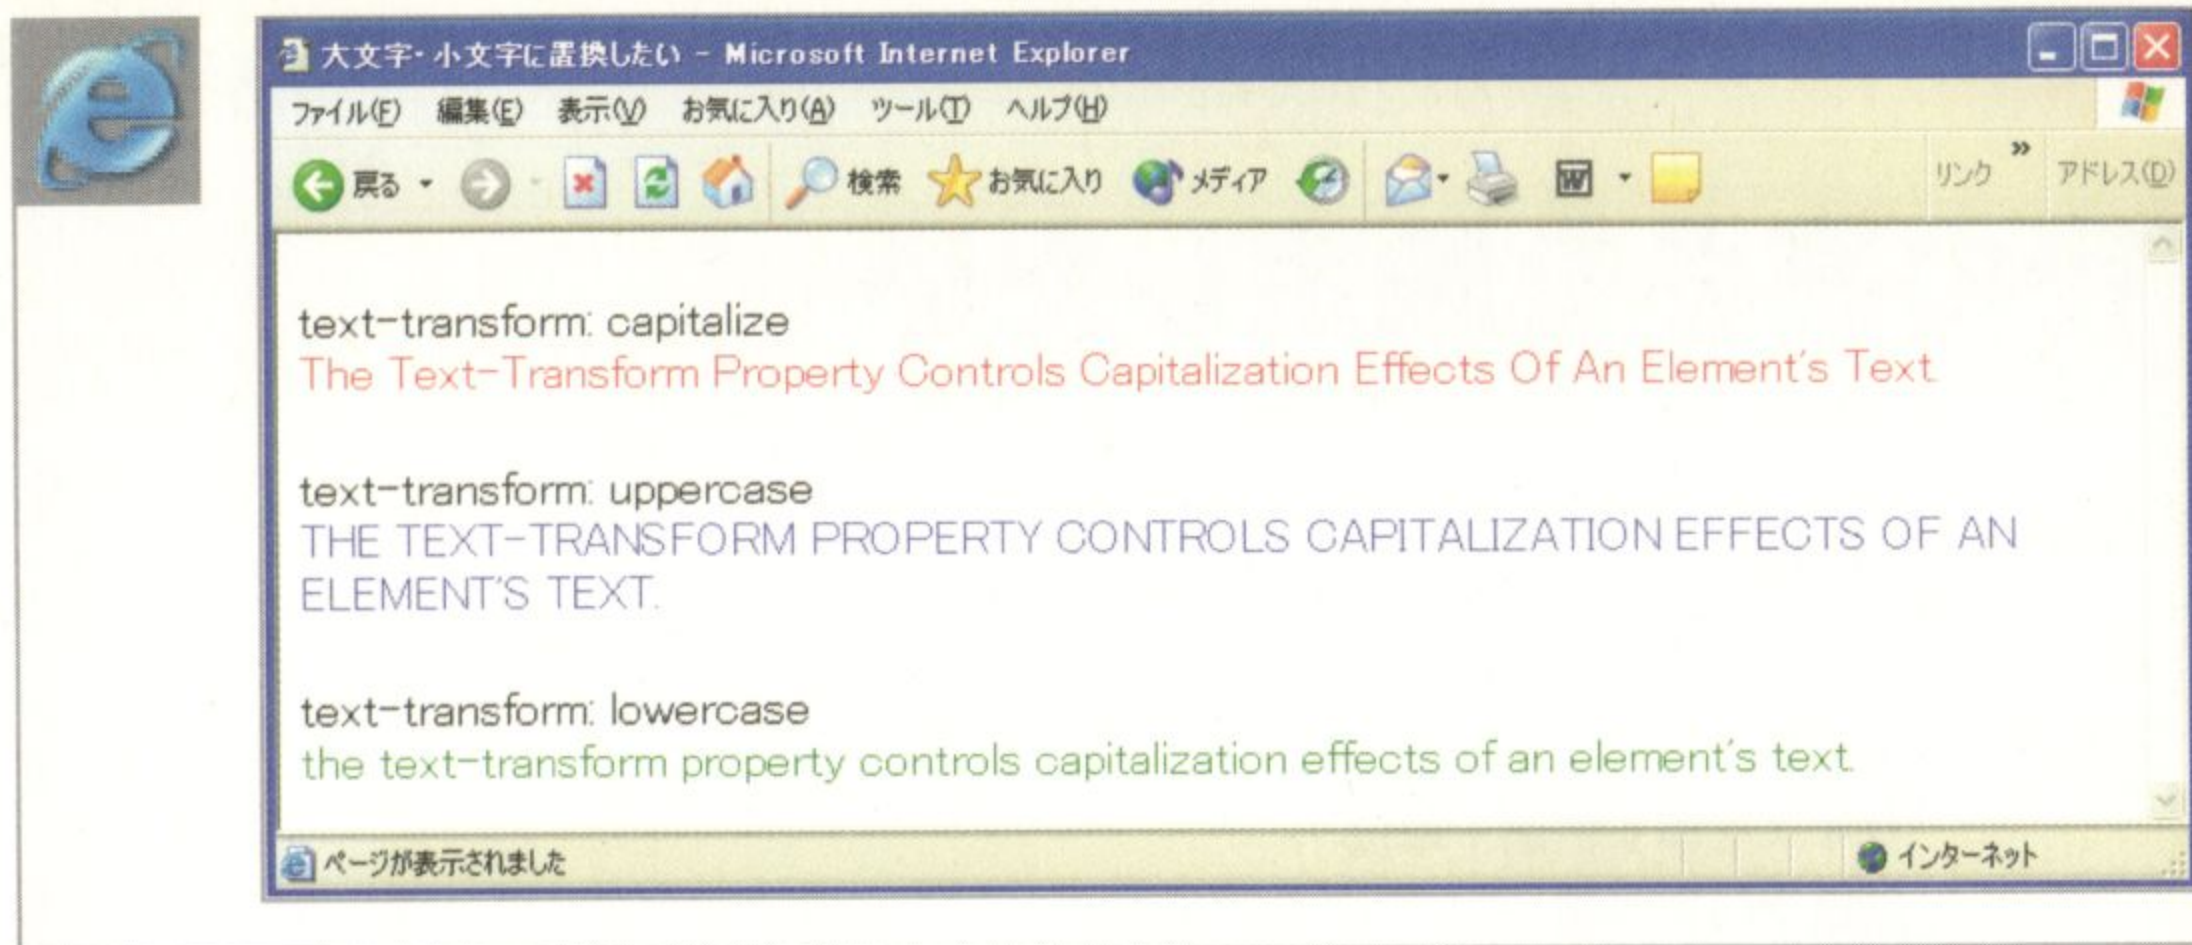 大文字・小文字に置換したい - Microsoft Internet Explorer
ファイル(F) 編集(E) 表示(V) お気に入り(A) ツール(T) ヘルプ(H)
戻る 検索 お気に入り メディア リンク » アドレス(D)
text-transform: capitalize
The Text-Transform Property Controls Capitalization Effects Of An Element's Text.
text-transform: uppercase
THE TEXT-TRANSFORM PROPERTY CONTROLS CAPITALIZATION EFFECTS OF AN
ELEMENT'S TEXT.
text-transform: lowercase
the text-transform property controls capitalization effects of an element's text.
ページが表示されました インターネット